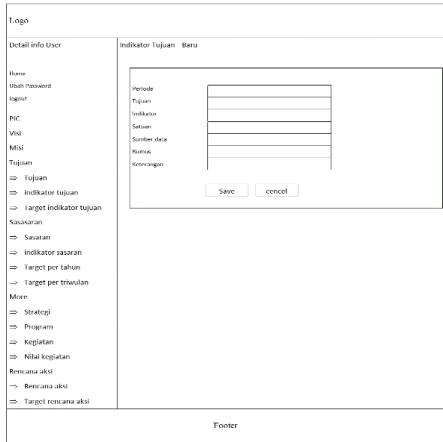 Logo
Detail info User
Home
Ubah Password
logout
PIC
Visi
Misi
Tujuan
⇒ Tujuan
⇒ indikator tujuan
⇒ Target indikator tujuan
Sasasaran
⇒ Sasaran
⇒ indikator sasaran
⇒ Target per tahun
⇒ Target per triwulan
More
⇒ Strategi
⇒ Program
⇒ Kegiatan
⇒ Nilai kegiatan
Rencana aksi
⇒ Rencana aksi
⇒ Target rencana aksi
Indikator Tujuan Baru
Periode
Tujuan
Indikator
Satuan
Sumber data
Rumus
Keterangan
Save cencel
Footer